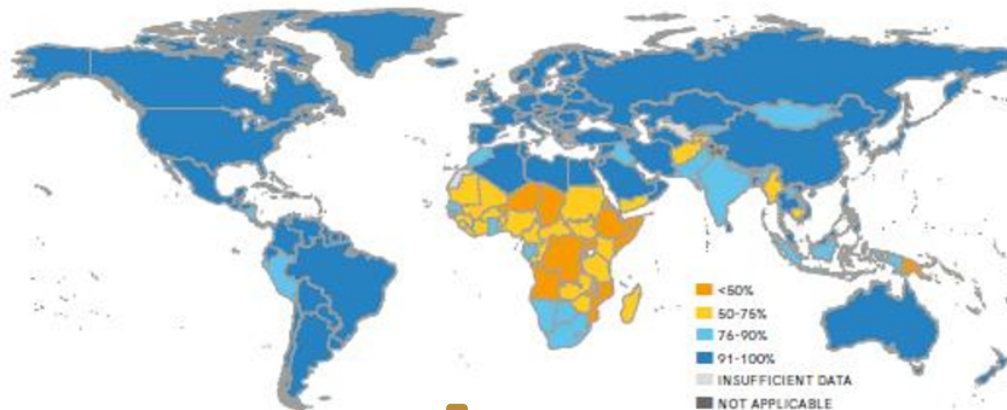 <50%
50-75%
76-90%
91-100%
INSUFFICIENT DATA
NOT APPLICABLE